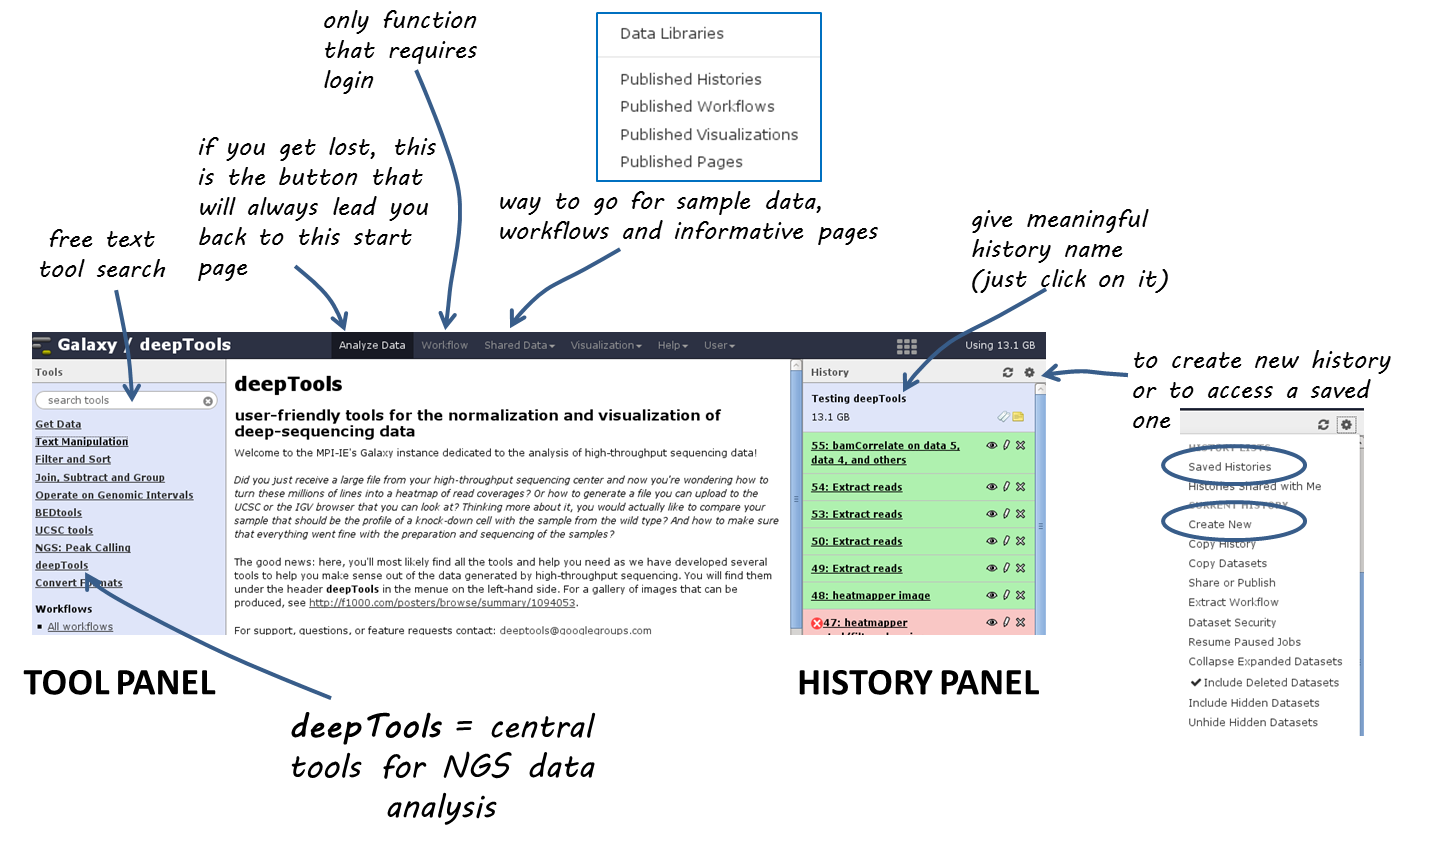 only function
that requires
login
Data Libraries
Published Histories
Published Workflows
Published Visualizations
Published Pages
if you get lost, this
is the button that
will always lead you
back to this start
page
way to go for sample data,
workflows and informative pages
free text
tool search
give meaningful
history name
(just click on it)
Galaxy / deepTools
Analyze Data
Workflow
Shared Data
Visualization
Help
User
Using 13.1 GB
Tools
search tools
Get Data
Text Manipulation
Filter and Sort
Join, Subtract and Group
Operate on Genomic Intervals
BEDtools
UCSC tools
NGS: Peak Calling
deepTools
Convert Formats
Workflows
All workflows
deepTools
user-friendly tools for the normalization and visualization of
deep-sequencing data
Welcome to the MPI-IE's Galaxy instance dedicated to the analysis of high-throughput sequencing data!
Did you just receive a large file from your high-throughput sequencing center and now you're wondering how to
turn these millions of lines into a heatmap of read coverages? Or how to generate a file you can upload to the
UCSC or the IGV browser that you can look at? Thinking more about it, you would actually like to compare your
sample that should be the profile of a knock-down cell with the sample from the wild type? And how to make sure
that everything went fine with the preparation and sequencing of the samples?
The good news: here, you'll most likely find all the tools and help you need as we have developed several
tools to help you make sense out of the data generated by high-throughput sequencing. You will find them
under the header deepTools in the menue on the left-hand side. For a gallery of images that can be
produced, see http://f1000.com/posters/browse/summary/1094053.
For support, questions, or feature requests contact: deeptools@googlegroups.com
History
Testing deepTools
13.1 GB
55: bamCorrelate on data 5,
data 4, and others
54: Extract reads
53: Extract reads
50: Extract reads
49: Extract reads
48: heatmapper image
47: heatmapper
to create new history
or to access a saved
one
HISTORY LISTS
Saved Histories
Histories Shared with Me
CURRENT HISTORY
Create New
Copy History
Copy Datasets
Share or Publish
Extract Workflow
Dataset Security
Resume Paused Jobs
Collapse Expanded Datasets
✔ Include Deleted Datasets
Include Hidden Datasets
Unhide Hidden Datasets
TOOL PANEL
HISTORY PANEL
deepTools = central
tools for NGS data
analysis